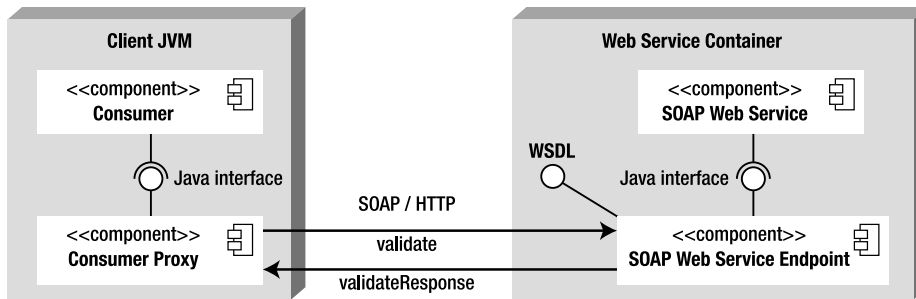 Client JVM
<<component>>
Consumer
Java interface
<<component>>
Consumer Proxy
SOAP / HTTP
validate
validateResponse
Web Service Container
<<component>>
SOAP Web Service
WSDL
Java interface
<<component>>
SOAP Web Service Endpoint